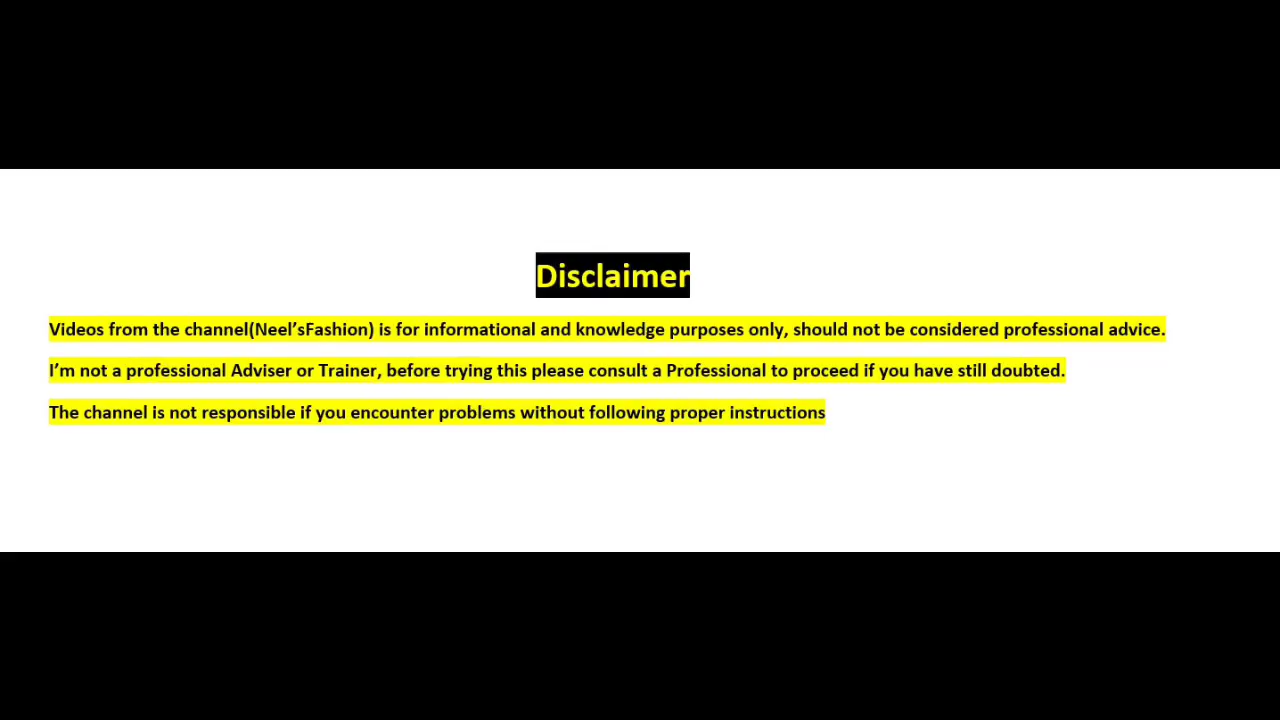 Disclaimer
Videos from the channel(Neel’sFashion) is for informational and knowledge purposes only, should not be considered professional advice.
I’m not a professional Adviser or Trainer, before trying this please consult a Professional to proceed if you have still doubted.
The channel is not responsible if you encounter problems without following proper instructions